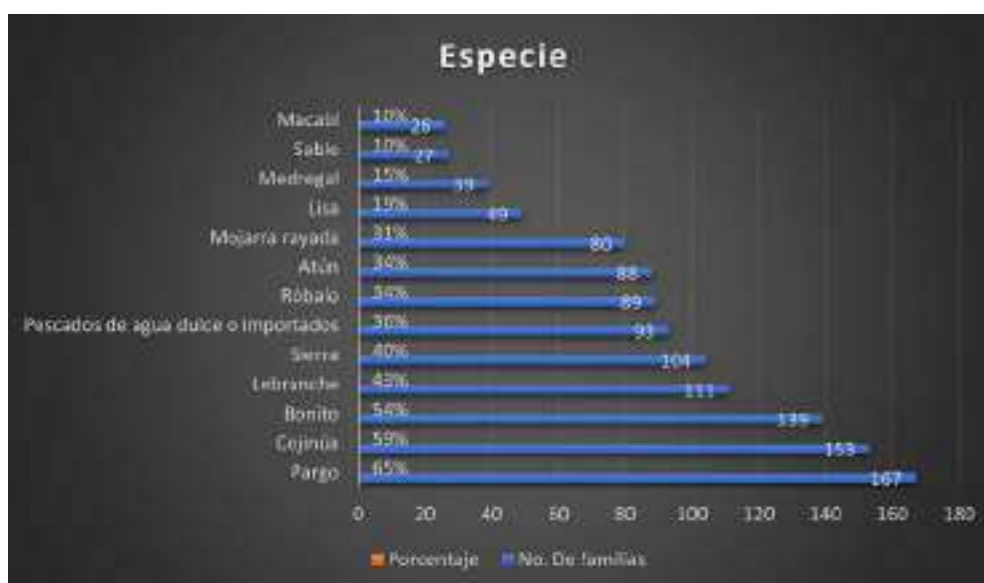 Especie
Macabí 10% 26
Sable 10% 27
Medregal 15% 39
Lisa 19% 49
Mojarra rayada 31% 80
Atún 34% 88
Róbalo 34% 89
Pescados de agua dulce o importados 36% 93
Sierra 40% 104
Lebranche 43% 111
Bonito 54% 139
Cojinúa 59% 153
Pargo 65% 167
0 20 40 60 80 100 120 140 160 180
Porcentaje No. De familias